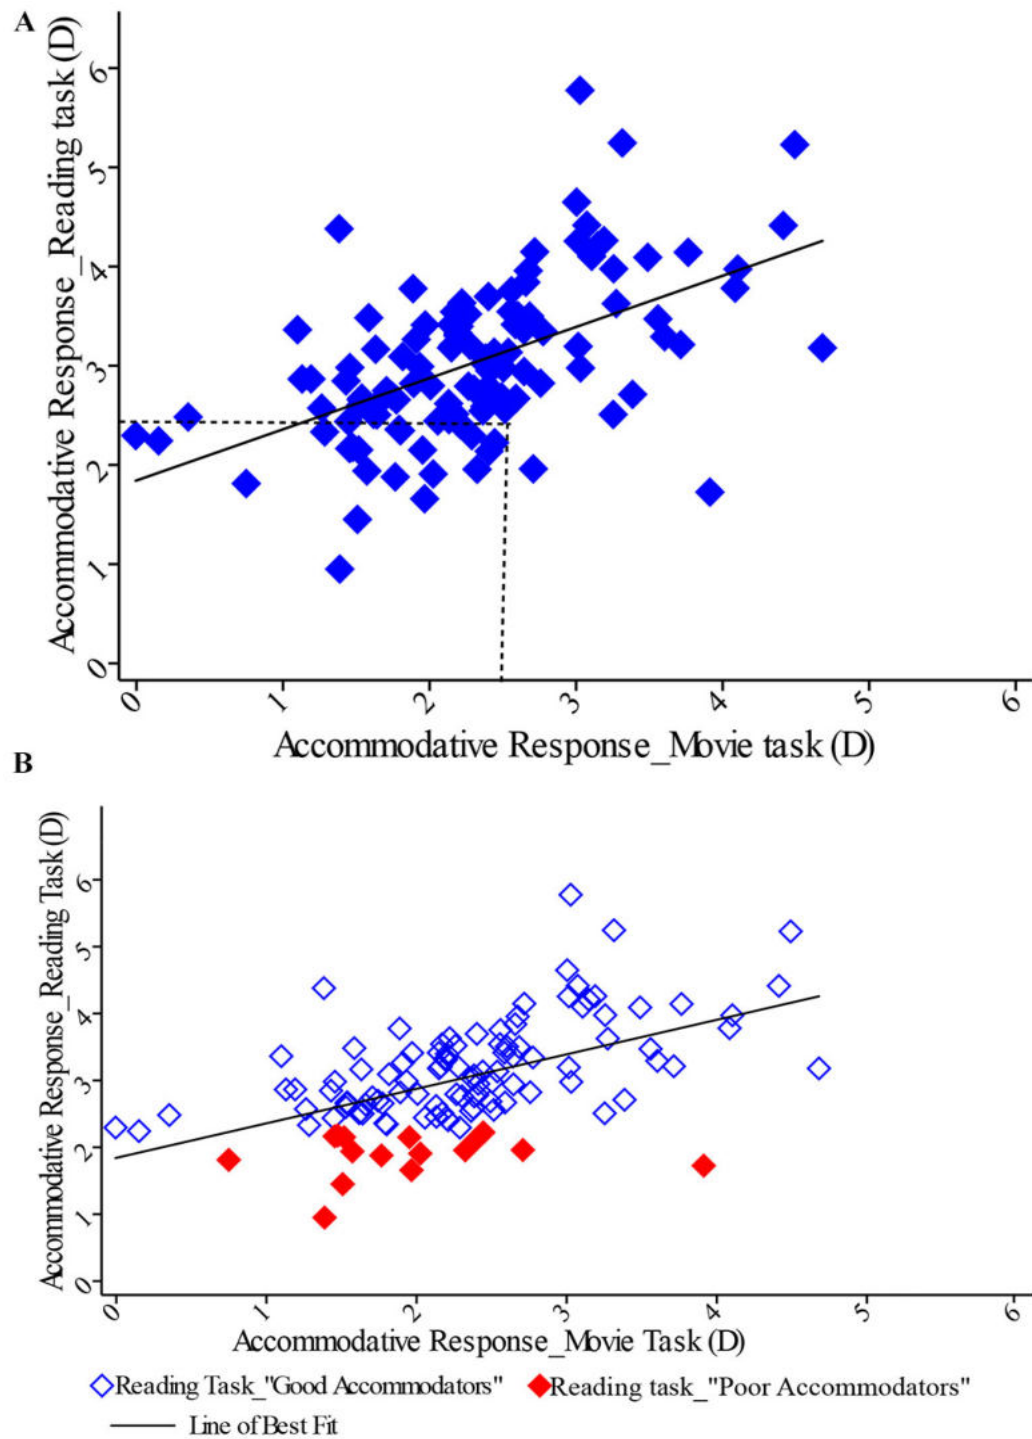 A
Accommodative Response_Reading task (D)
6
5
4
3
2
1
0
0 1 2 3 4 5 6
Accommodative Response_Movie task (D)
B
Accommodative Response_Reading Task (D)
6
5
4
3
2
1
0
0 1 2 3 4 5 6
Accommodative Response_Movie Task (D)
Reading Task_"Good Accommodators" Reading task_"Poor Accommodators"
Line of Best Fit